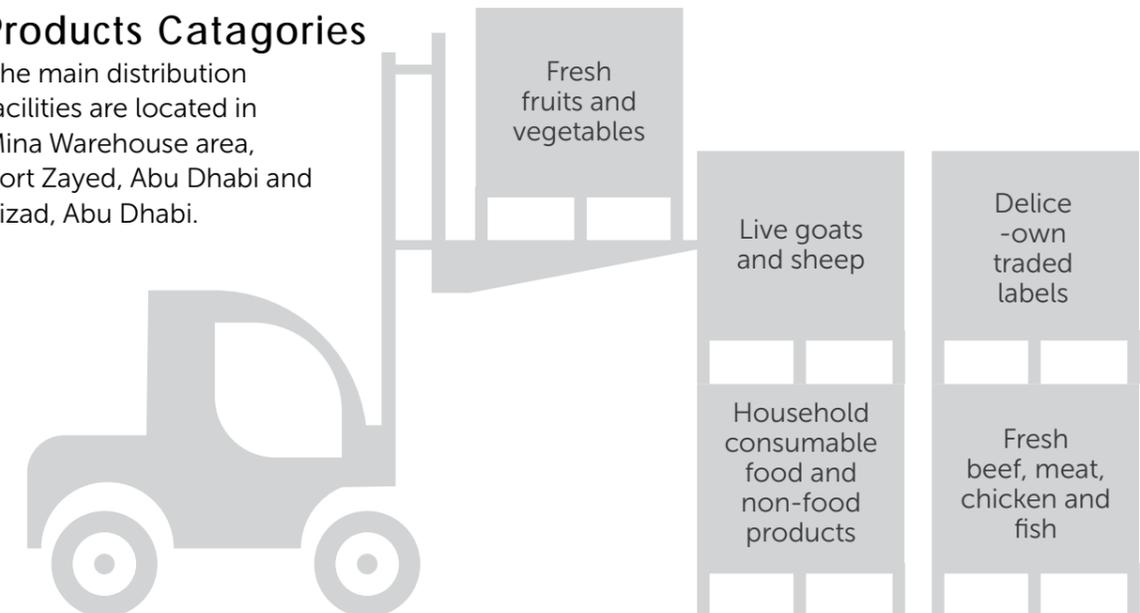 Products Catagories
he main distribution
acilities are located in
Mina Warehouse area,
ort Zayed, Abu Dhabi and
izad, Abu Dhabi.
Fresh
fruits and
vegetables
Live goats
and sheep
Delice
-own
traded
labels
Household
consumable
food and
non-food
products
Fresh
beef, meat,
chicken and
fish